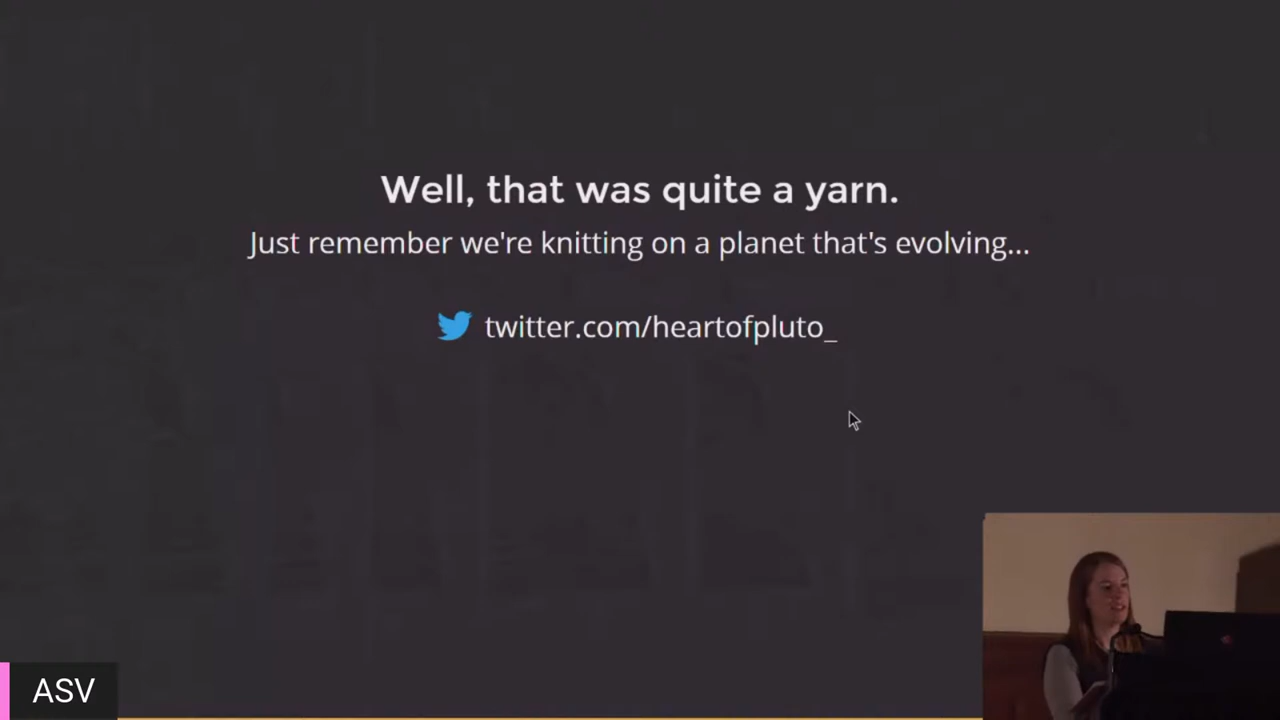 Well, that was quite a yarn.
Just remember we're knitting on a planet that's evolving...
twitter.com/heartofpluto_
ASV